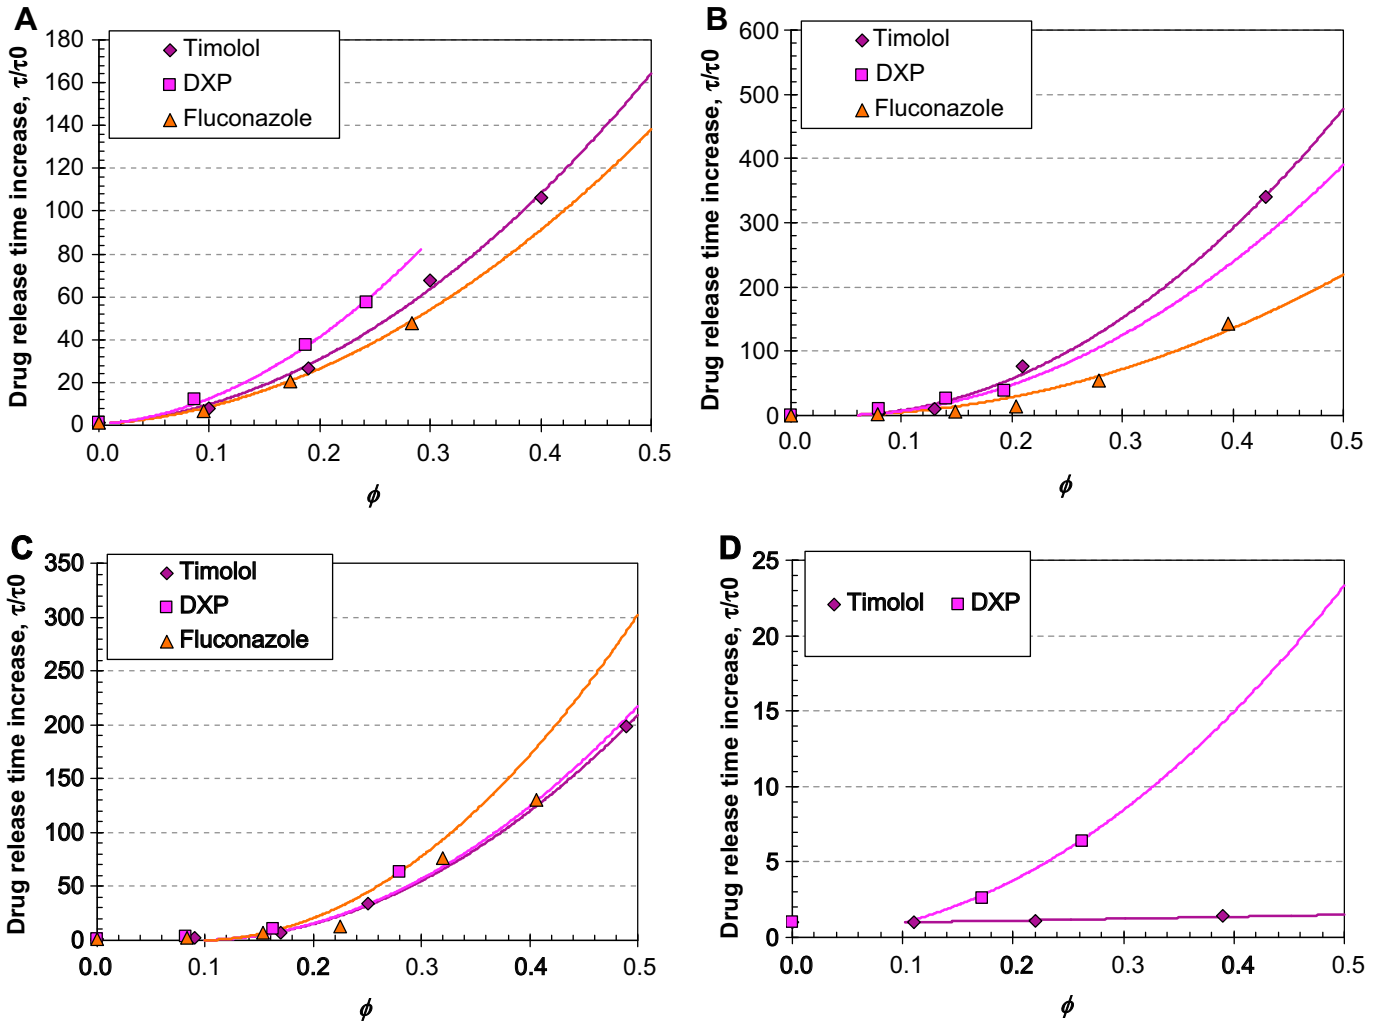 A
Drug release time increase, τ/τ0
180
160
140
120
100
80
60
40
20
0
Timolol
DXP
Fluconazole
0.0 0.1 0.2 0.3 0.4 0.5
ϕ
B
Drug release time increase, τ/τ0
600
500
400
300
200
100
0
Timolol
DXP
Fluconazole
0.0 0.1 0.2 0.3 0.4 0.5
ϕ
C
Drug release time increase, τ/τ0
350
300
250
200
150
100
50
0
Timolol
DXP
Fluconazole
0.0 0.1 0.2 0.3 0.4 0.5
ϕ
D
Drug release time increase, τ/τ0
25
20
15
10
5
0
Timolol DXP
0.0 0.1 0.2 0.3 0.4 0.5
ϕ